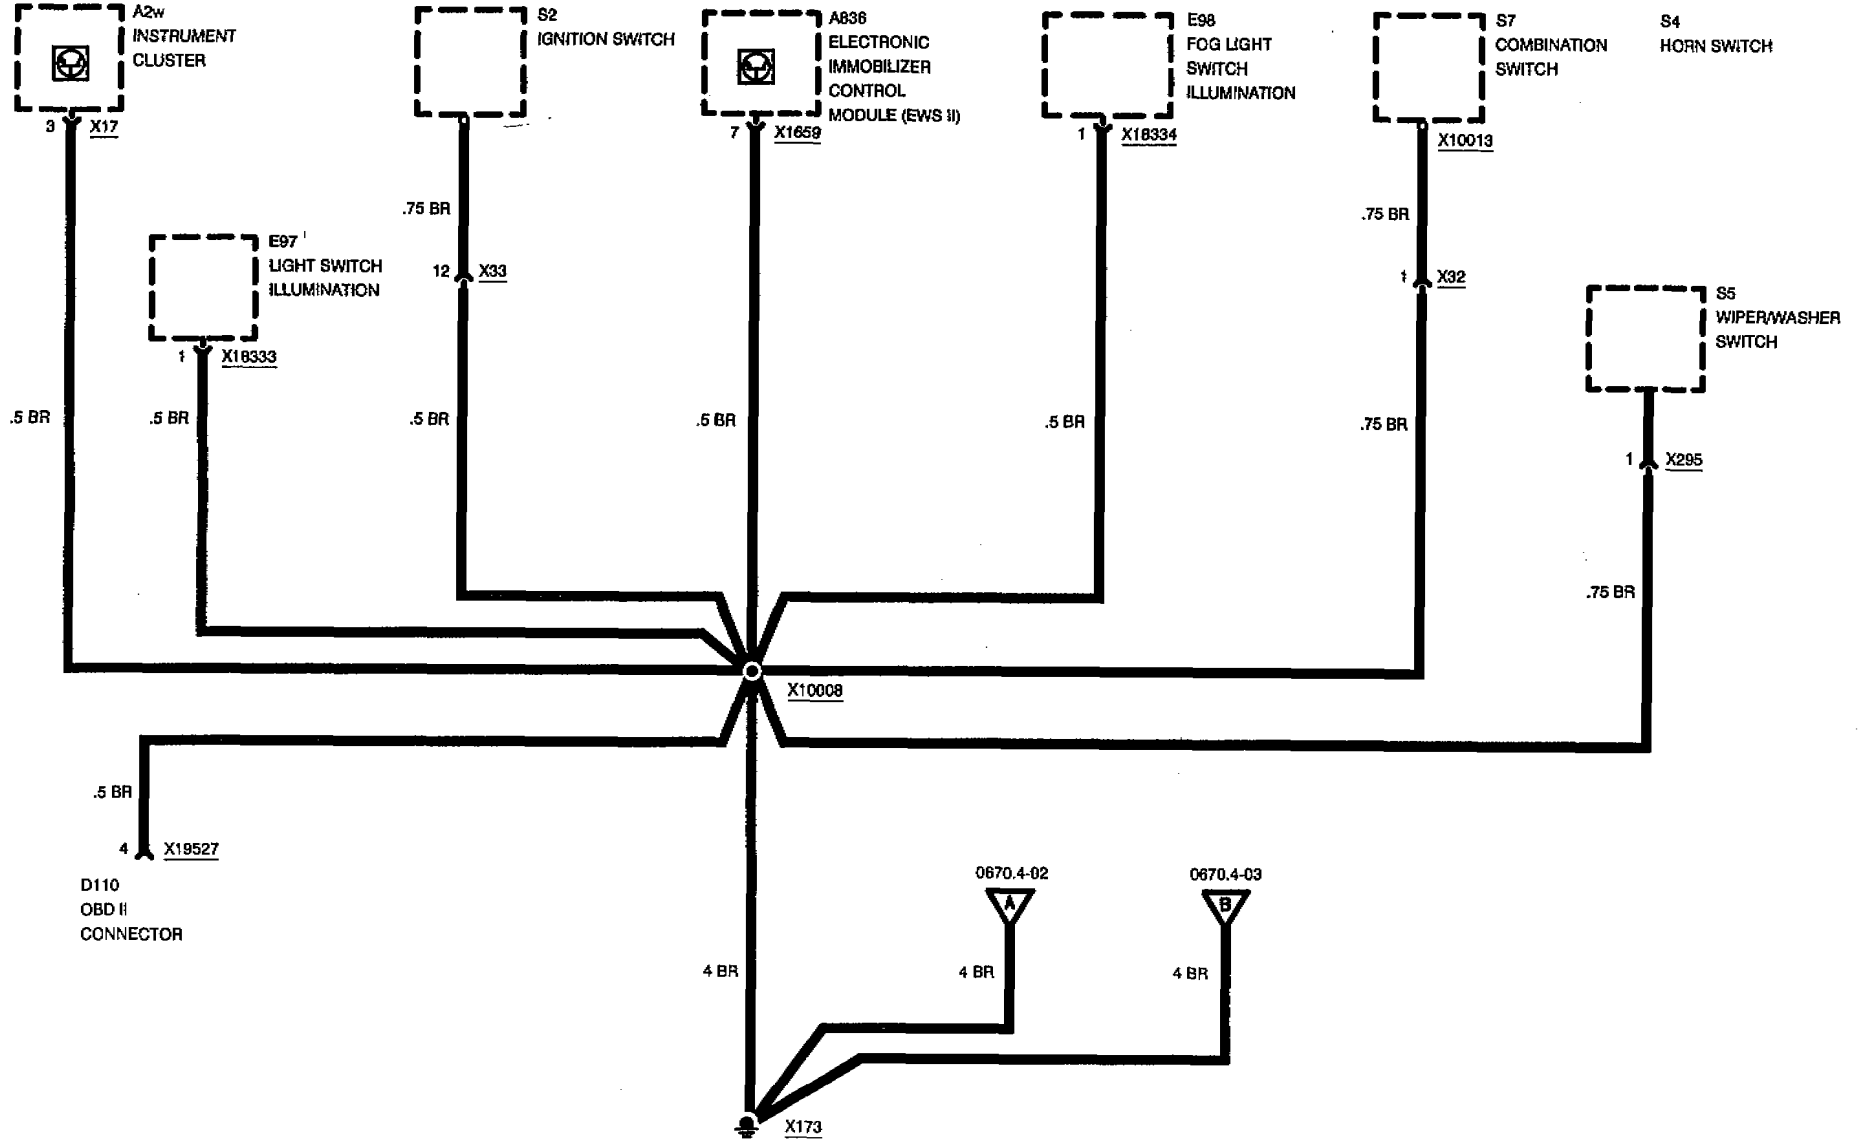 A2w
INSTRUMENT
CLUSTER
3 X17
S2
IGNITION SWITCH
A836
ELECTRONIC
IMMOBILIZER
CONTROL
MODULE (EWS II)
7 X1659
E98
FOG LIGHT
SWITCH
ILLUMINATION
1 X18334
S7
COMBINATION
SWITCH
X10013
S4
HORN SWITCH
.75 BR
.75 BR
E97
LIGHT SWITCH
ILLUMINATION
1 X18333
12 X33
1 X32
S5
WIPER/WASHER
SWITCH
1 X295
.5 BR
.5 BR
.5 BR
.5 BR
.5 BR
.75 BR
.75 BR
X10008
.5 BR
4 X19527
D110
OBD II
CONNECTOR
0670.4-02
A
0670.4-03
B
4 BR
4 BR
4 BR
X173